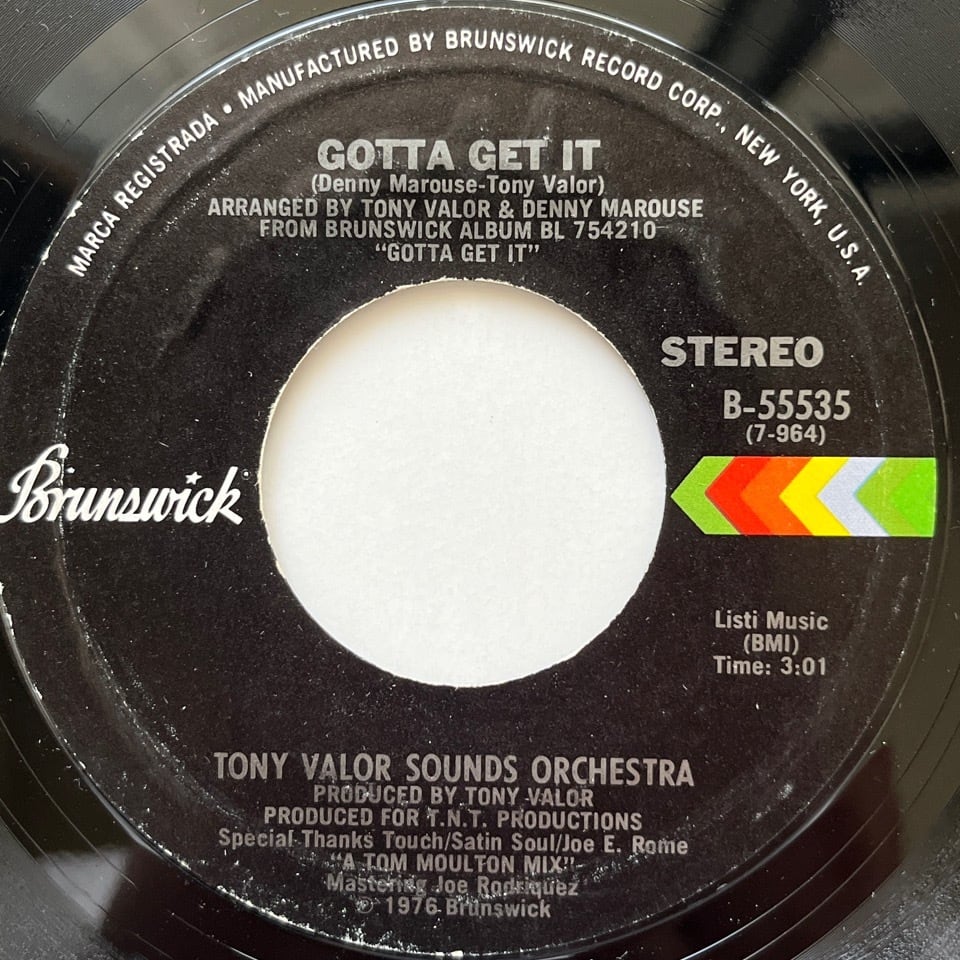 MARCA REGISTRADA • MANUFACTURED BY BRUNSWICK RECORD CORP., NEW YORK, U.S.A.
GOTTA GET IT
(Denny Marouse-Tony Valor)
ARRANGED BY TONY VALOR & DENNY MAROUSE
FROM BRUNSWICK ALBUM BL 754210
"GOTTA GET IT"
STEREO
B-55535
(7-964)
Brunswick
Listi Music
(BMI)
Time: 3:01
TONY VALOR SOUNDS ORCHESTRA
PRODUCED BY TONY VALOR
PRODUCED FOR T.N.T. PRODUCTIONS
Special Thanks Touch/Satin Soul/Joe E. Rome
"A TOM MOULTON MIX"
Mastering Joe Rodriquez
℗ 1976 Brunswick